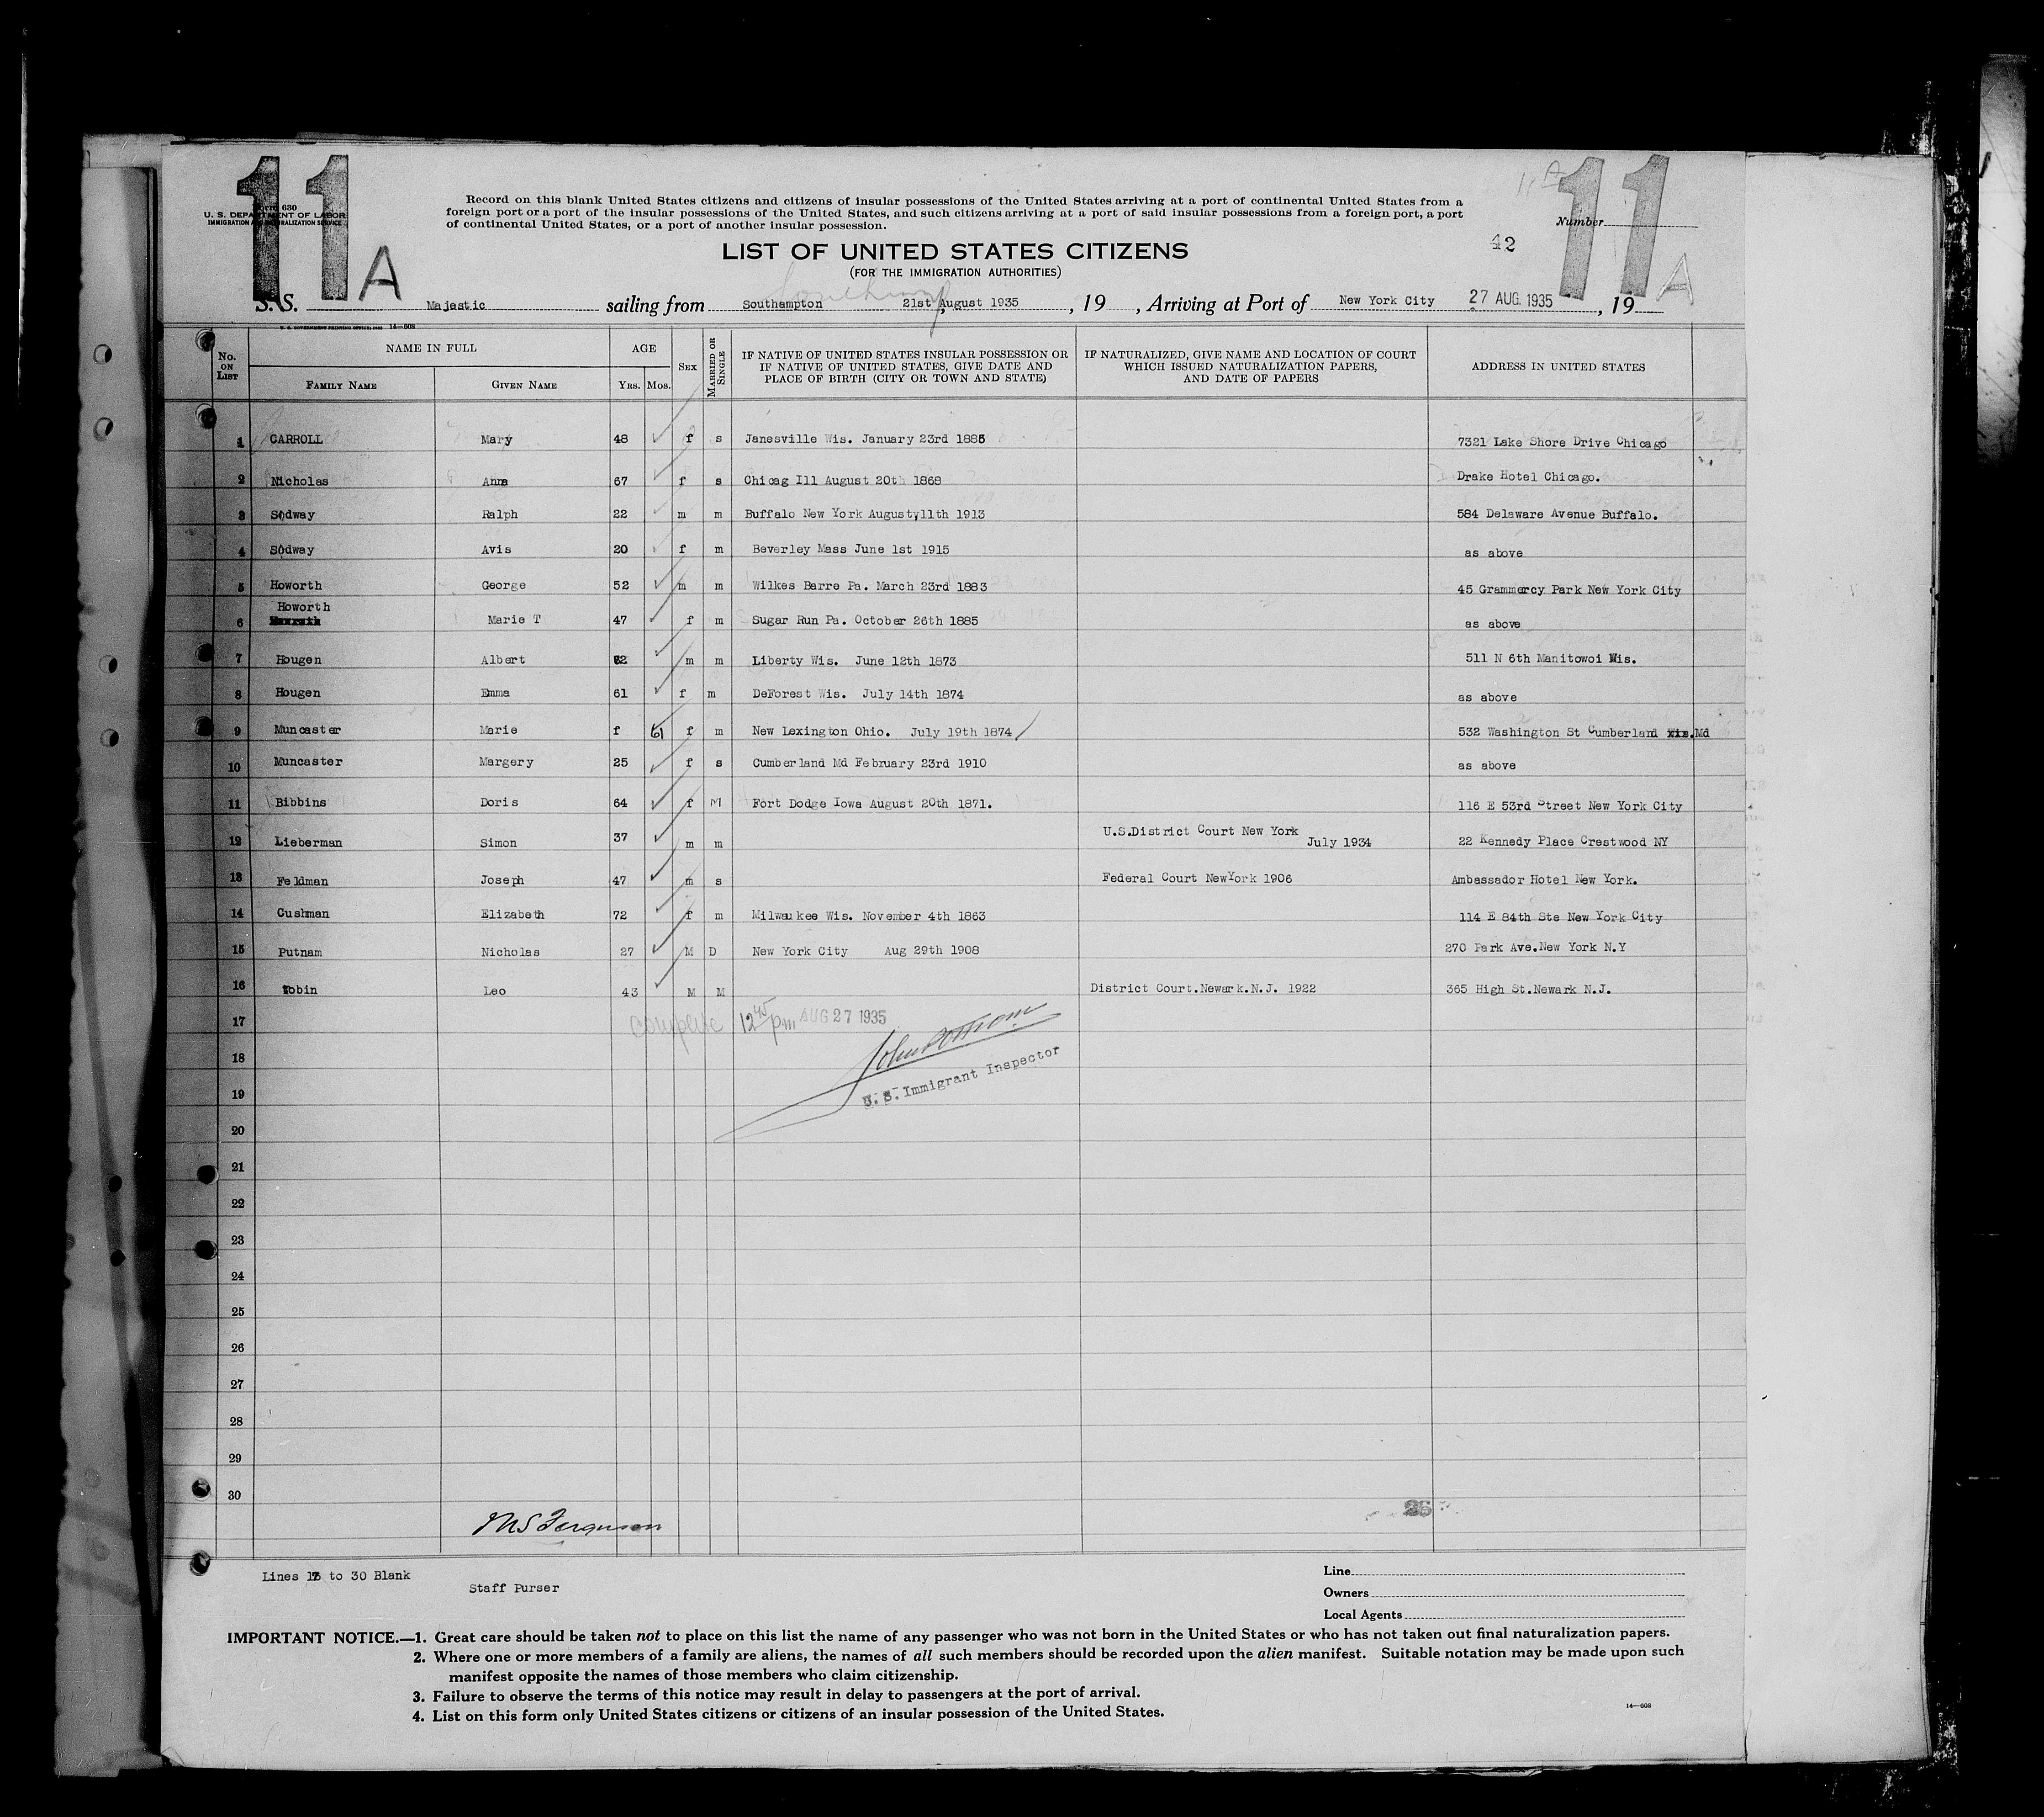 11 A
11 A
Form 630
U. S. DEPARTMENT OF LABOR
IMMIGRATION AND NATURALIZATION SERVICE
Record on this blank United States citizens and citizens of insular possessions of the United States arriving at a port of continental United States from a
foreign port or a port of the insular possessions of the United States, and such citizens arriving at a port of said insular possessions from a foreign port, a port
of continental United States, or a port of another insular possession.
Number
42
LIST OF UNITED STATES CITIZENS
(FOR THE IMMIGRATION AUTHORITIES)
S.S. Majestic sailing from Southampton 21st, August 1935, 19 , Arriving at Port of New York City 27 AUG. 1935, 19
U. S. GOVERNMENT PRINTING OFFICE: 14—608
No. ON LIST NAME IN FULL FAMILY NAME GIVEN NAME AGE YRS. MOS. SEX MARRIED OR SINGLE
IF NATIVE OF UNITED STATES INSULAR POSSESSION OR IF NATIVE OF UNITED STATES, GIVE DATE AND PLACE OF BIRTH (CITY OR TOWN AND STATE)
IF NATURALIZED, GIVE NAME AND LOCATION OF COURT WHICH ISSUED NATURALIZATION PAPERS, AND DATE OF PAPERS
ADDRESS IN UNITED STATES
1 CARROLL Mary 48 f s Janesville Wis. January 23rd 1885 7321 Lake Shore Drive Chicago
2 Nicholas Anna 67 f s Chicag Ill August 20th 1868 Drake Hotel Chicago.
3 Sidway Ralph 22 m m Buffalo New York August,11th 1913 584 Delaware Avenue Buffalo.
4 Sidway Avis 20 f m Beverley Mass June 1st 1915 as above
5 Howorth George 52 m m Wilkes Barre Pa. March 23rd 1883 45 Grammercy Park New York City
6 Howorth Marie T 47 f m Sugar Run Pa. October 26th 1885 as above
7 Hougen Albert 62 m m Liberty Wis. June 12th 1873 511 N 6th Manitowoi Wis.
8 Hougen Emma 61 f m DeForest Wis. July 14th 1874 as above
9 Muncaster Marie f 61 f m New Lexington Ohio. July 19th 1874 532 Washington St Cumberland Md
10 Muncaster Margery 25 f s Cumberland Md February 23rd 1910 as above
11 Bibbins Doris 64 f M Fort Dodge Iowa August 20th 1871. 116 E 53rd Street New York City
12 Lieberman Simon 37 m m U.S.District Court New York July 1934 22 Kennedy Place Crestwood NY
13 Feldman Joseph 47 m s Federal Court NewYork 1906 Ambassador Hotel New York.
14 Cushman Elizabeth 72 f m Milwaukee Wis. November 4th 1863 114 E 84th Ste New York City
15 Putnam Nicholas 27 M D New York City Aug 29th 1908 270 Park Ave.New York N.Y
16 Tobin Leo 43 M M District Court.Newark.N.J. 1922 365 High St.Newark N.J.
17 complete 12 45 pm AUG 27 1935
18
U. S. Immigrant Inspector
19
20
21
22
23
24
25
26
27
28
29
30
26
MS Ferguson
Lines 17 to 30 Blank
Staff Purser
Line
Owners
Local Agents
IMPORTANT NOTICE.—1. Great care should be taken not to place on this list the name of any passenger who was not born in the United States or who has not taken out final naturalization papers.
2. Where one or more members of a family are aliens, the names of all such members should be recorded upon the alien manifest. Suitable notation may be made upon such
manifest opposite the names of those members who claim citizenship.
3. Failure to observe the terms of this notice may result in delay to passengers at the port of arrival.
4. List on this form only United States citizens or citizens of an insular possession of the United States.
14—608